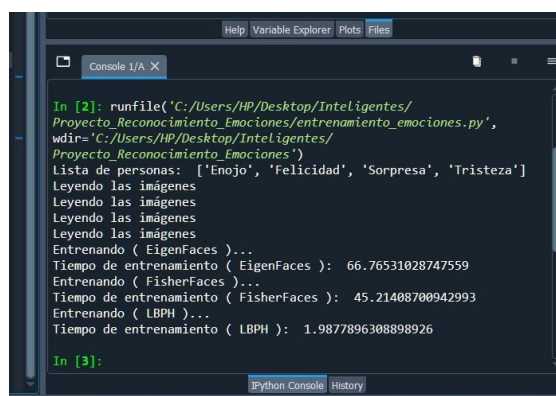 Help Variable Explorer Plots Files
Console 1/A
In [2]: runfile('C:/Users/HP/Desktop/Inteligentes/
Proyecto_Reconocimiento_Emociones/entrenamiento_emociones.py',
wdir='C:/Users/HP/Desktop/Inteligentes/
Proyecto_Reconocimiento_Emociones')
Lista de personas:  ['Enojo', 'Felicidad', 'Sorpresa', 'Tristeza']
Leyendo las imágenes
Leyendo las imágenes
Leyendo las imágenes
Leyendo las imágenes
Entrenando ( EigenFaces )...
Tiempo de entrenamiento ( EigenFaces ):  66.76531028747559
Entrenando ( FisherFaces )...
Tiempo de entrenamiento ( FisherFaces ):  45.21408700942993
Entrenando ( LBPH )...
Tiempo de entrenamiento ( LBPH ):  1.9877896308898926
In [3]:
IPython Console History